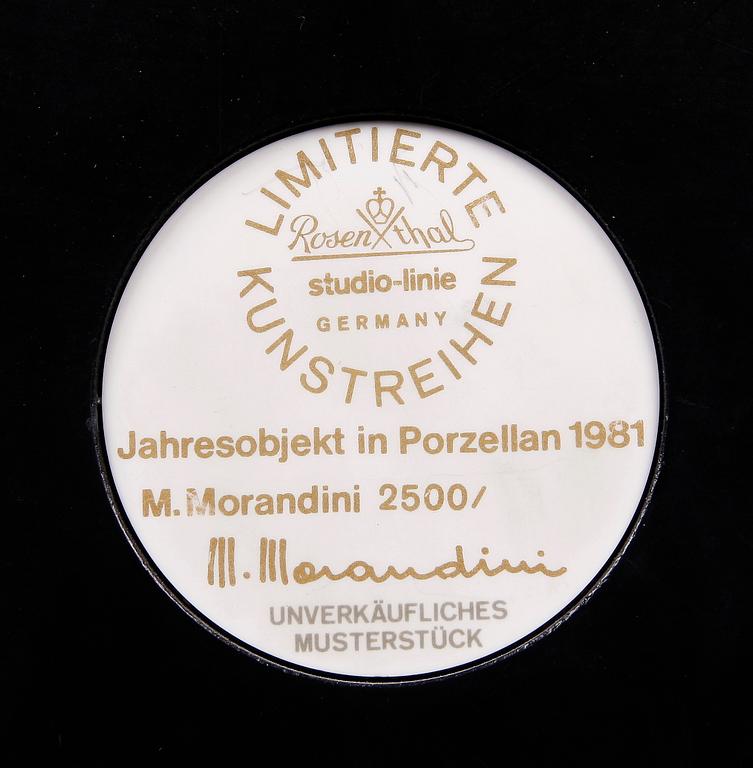 LIMITIERTE
Rosenthal
studio-linie
GERMANY
KUNSTREIHEN
Jahresobjekt in Porzellan 1981
M. Morandini 2500/
M. Morandini
UNVERKÄUFLICHES
MUSTERSTÜCK